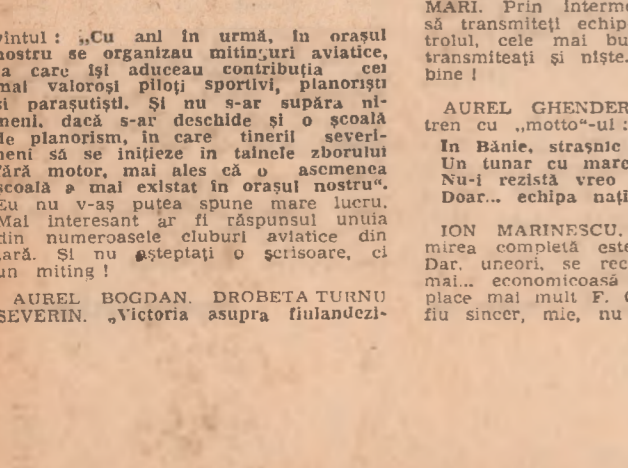 vîntul: „Cu ani în urmă, în orașul
nostru se organizau mitinguri aviatice,
la care își aduceau contribuția cei
mai valoroși piloți sportivi, planoriști
și parașutiști. Și nu s-ar supăra ni-
meni, dacă s-ar deschide și o școală
de planorism, în care tinerii severi-
neni să se inițieze în tainele zborului
fără motor, mai ales că o asemenea
școală a mai existat în orașul nostru“.
Eu nu v-aș putea spune mare lucru.
Mai interesant ar fi răspunsul unuia
din numeroasele cluburi aviatice din
țară. Și nu așteptați o scrisoare, ci
un miting !
AUREL BOGDAN. DROBETA TURNU
SEVERIN. „Victoria asupra finlandezi-
MARI. Prin interme
să transmiteți echip
trolul, cele mai bu
transmiteați și niște
bine !
AUREL GHENDER
tren cu „motto“-ul :
In Bănie, strașnic
Un tunar cu marc
Nu-i rezistă vreo
Doar... echipa nați
ION MARINESCU.
mirea completă este
Dar. uneori, se rec
mai... economicoasă
place mai mult F. C
fiu sincer, mie, nu